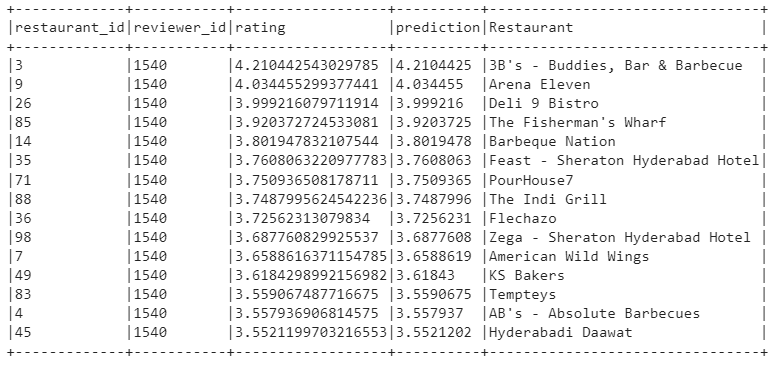 +-------------+-----------+------------------+----------+--------------------------------+
|restaurant_id|reviewer_id|rating            |prediction|Restaurant                      |
+-------------+-----------+------------------+----------+--------------------------------+
|3            |1540       |4.210442543029785 |4.2104425 |3B's - Buddies, Bar & Barbecue  |
|9            |1540       |4.034455299377441 |4.034455  |Arena Eleven                    |
|26           |1540       |3.999216079711914 |3.999216  |Deli 9 Bistro                   |
|85           |1540       |3.920372724533081 |3.9203725 |The Fisherman's Wharf           |
|14           |1540       |3.801947832107544 |3.8019478 |Barbeque Nation                 |
|35           |1540       |3.7608063220977783|3.7608063 |Feast - Sheraton Hyderabad Hotel|
|71           |1540       |3.750936508178711 |3.7509365 |PourHouse7                      |
|88           |1540       |3.7487995624542236|3.7487996 |The Indi Grill                  |
|36           |1540       |3.72562313079834  |3.7256231 |Flechazo                        |
|98           |1540       |3.687760829925537 |3.6877608 |Zega - Sheraton Hyderabad Hotel |
|7            |1540       |3.6588616371154785|3.6588619 |American Wild Wings             |
|49           |1540       |3.6184298992156982|3.61843   |KS Bakers                       |
|83           |1540       |3.559067487716675 |3.5590675 |Tempteys                        |
|4            |1540       |3.557936906814575 |3.557937  |AB's - Absolute Barbecues       |
|45           |1540       |3.5521199703216553|3.5521202 |Hyderabadi Daawat               |
+-------------+-----------+------------------+----------+--------------------------------+